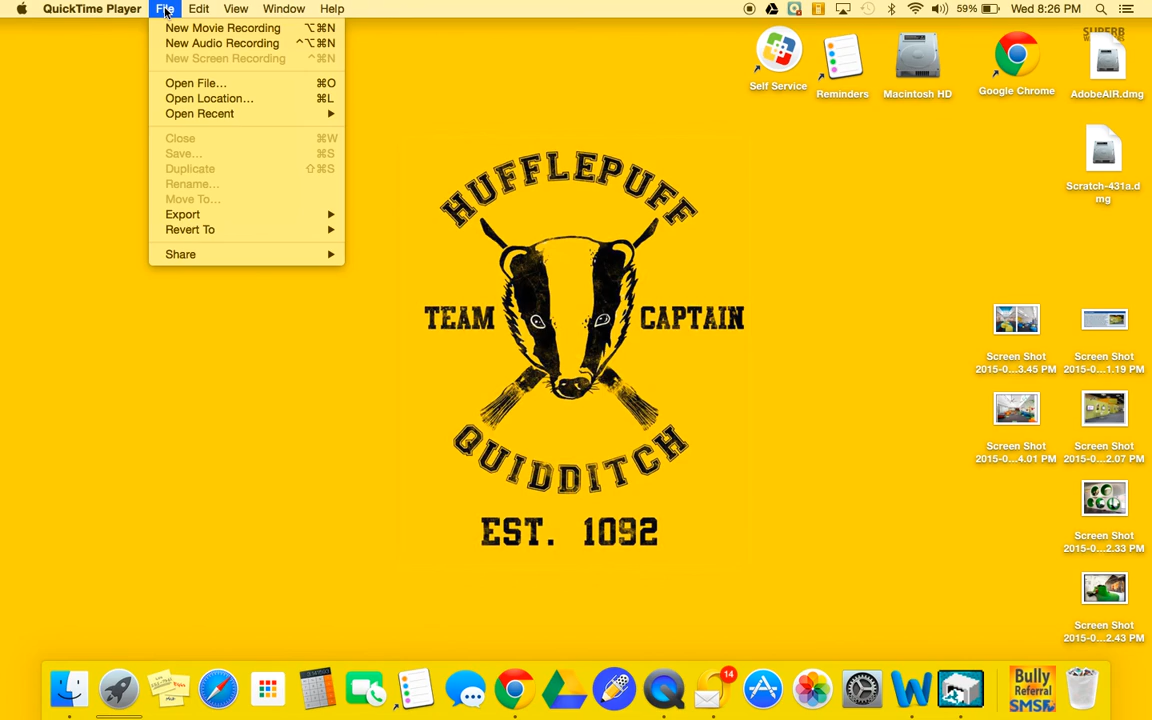 QuickTime Player File Edit View Window Help 59% Wed 8:26 PM
New Movie Recording ⌥⌘N
New Audio Recording ^⌥⌘N
New Screen Recording ^⌘N
Open File... ⌘O
Open Location... ⌘L
Open Recent
Close ⌘W
Save... ⌘S
Duplicate ⇧⌘S
Rename...
Move To...
Export
Revert To
Share
SUPERB
Self Service
Reminders
Macintosh HD
Google Chrome
AdobeAIR.dmg
Scratch-431a.d
mg
HUFFLEPUFF
TEAM CAPTAIN
QUIDDITCH
EST. 1092
Screen Shot
2015-0...3.45 PM
Screen Shot
2015-0...1.19 PM
Screen Shot
2015-0...4.01 PM
Screen Shot
2015-0...2.07 PM
Screen Shot
2015-0...2.33 PM
Screen Shot
2015-0...2.43 PM
14
Bully
Referral
SMS